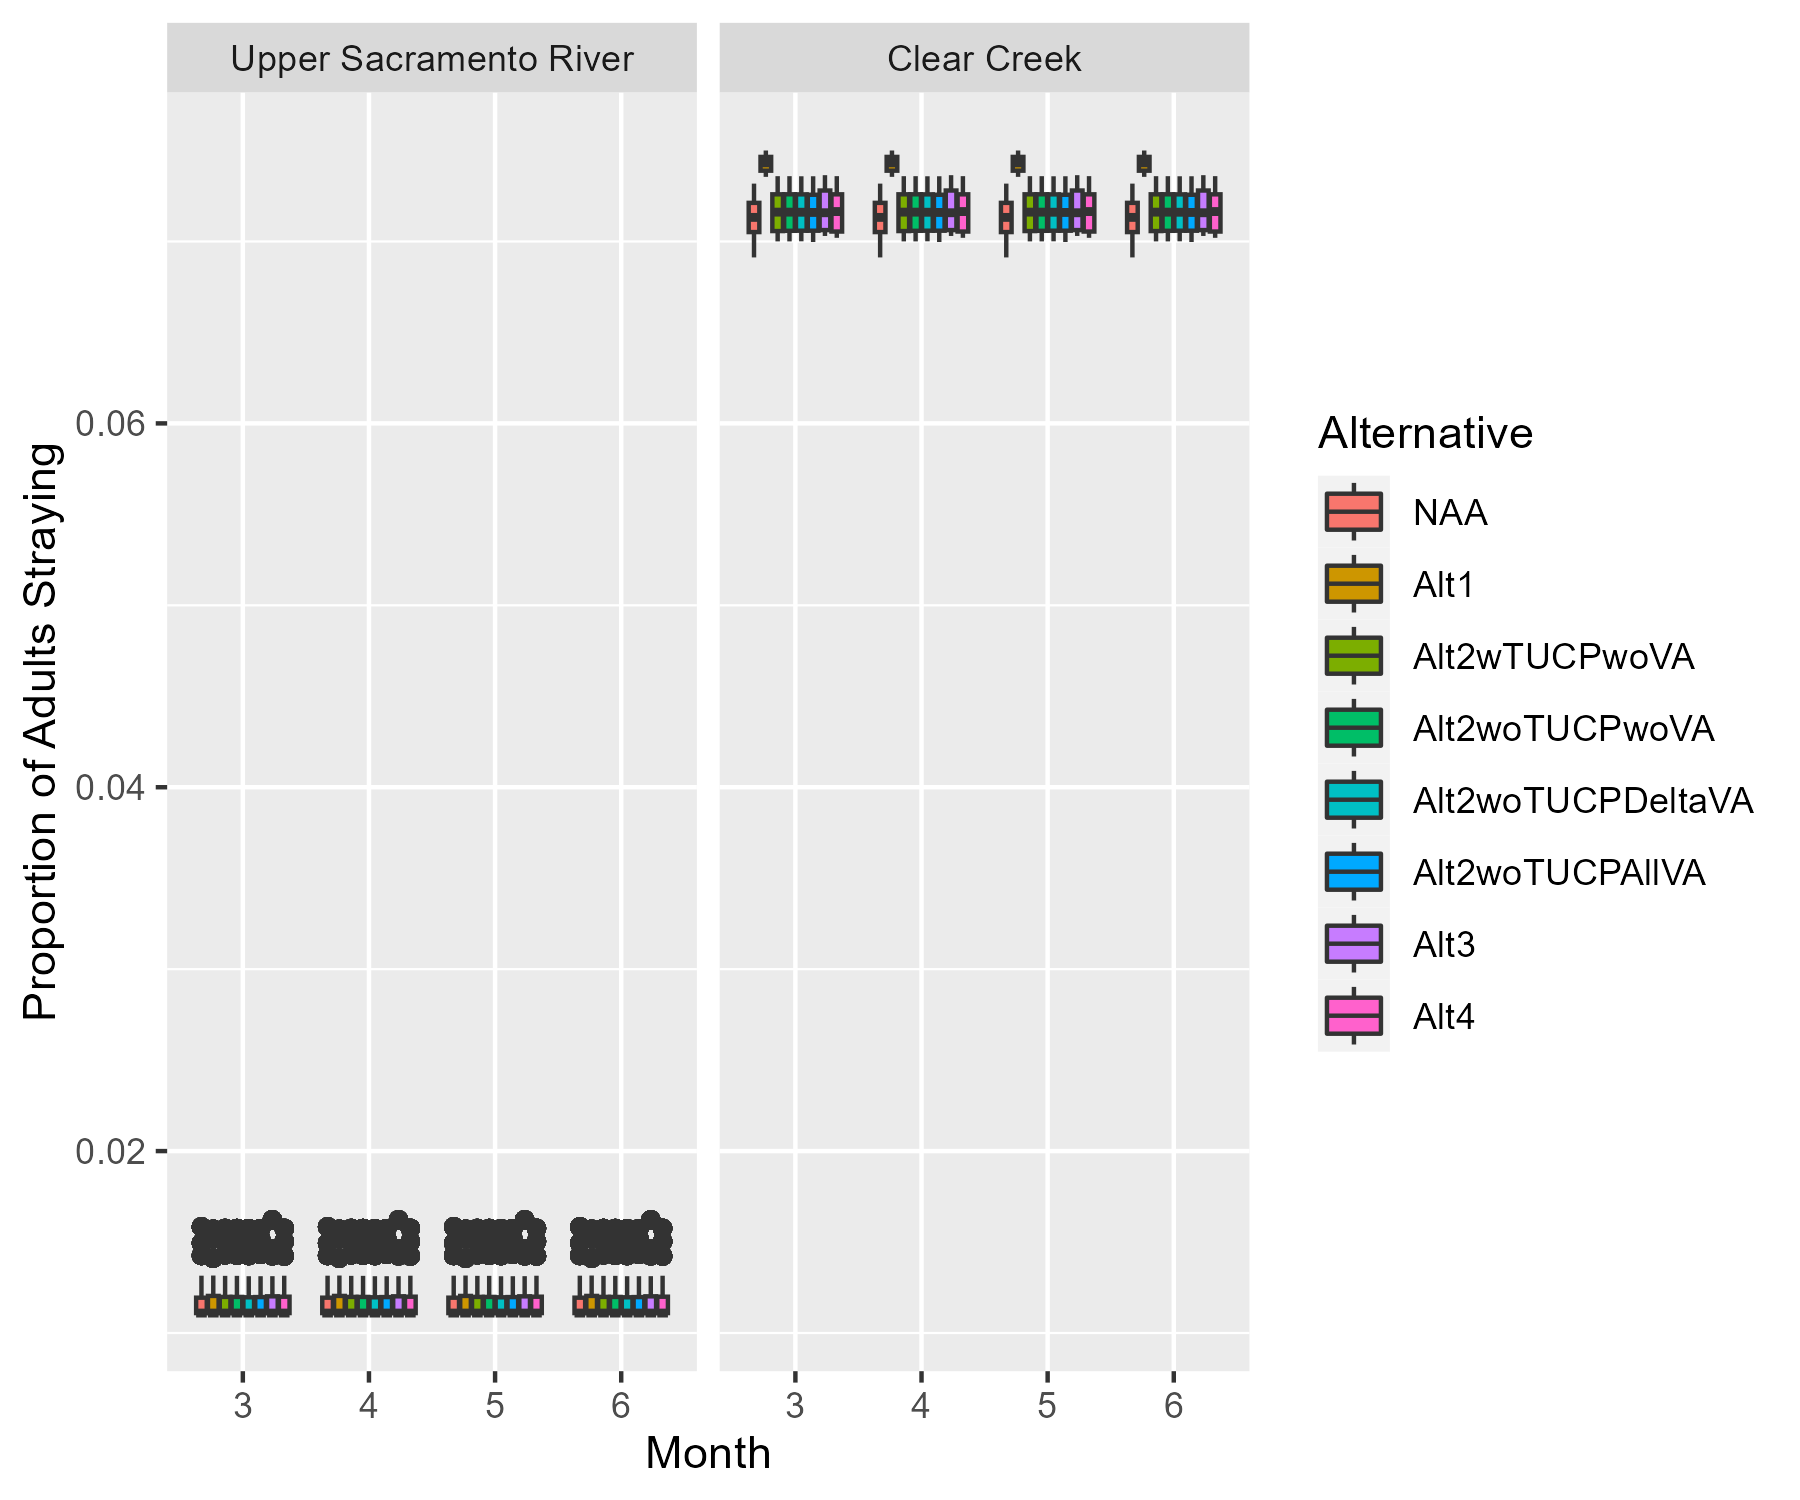 Upper Sacramento River
Clear Creek
Proportion of Adults Straying
0.06
0.04
0.02
3 4 5 6
3 4 5 6
Month
Alternative
NAA
Alt1
Alt2wTUCPwoVA
Alt2woTUCPwoVA
Alt2woTUCPDeltaVA
Alt2woTUCPAllVA
Alt3
Alt4